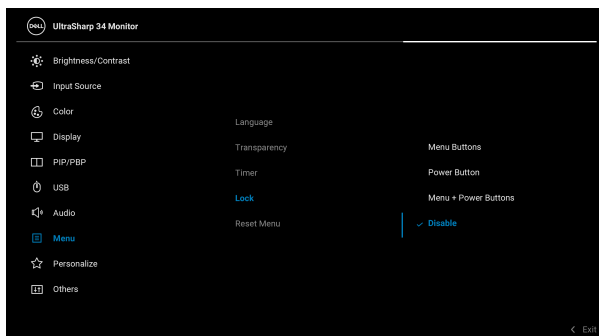 DELL UltraSharp 34 Monitor
Brightness/Contrast
Input Source
Color
Display
PIP/PBP
USB
Audio
Menu
Personalize
Others
Language
Transparency
Timer
Lock
Reset Menu
Menu Buttons
Power Button
Menu + Power Buttons
Disable
Exit